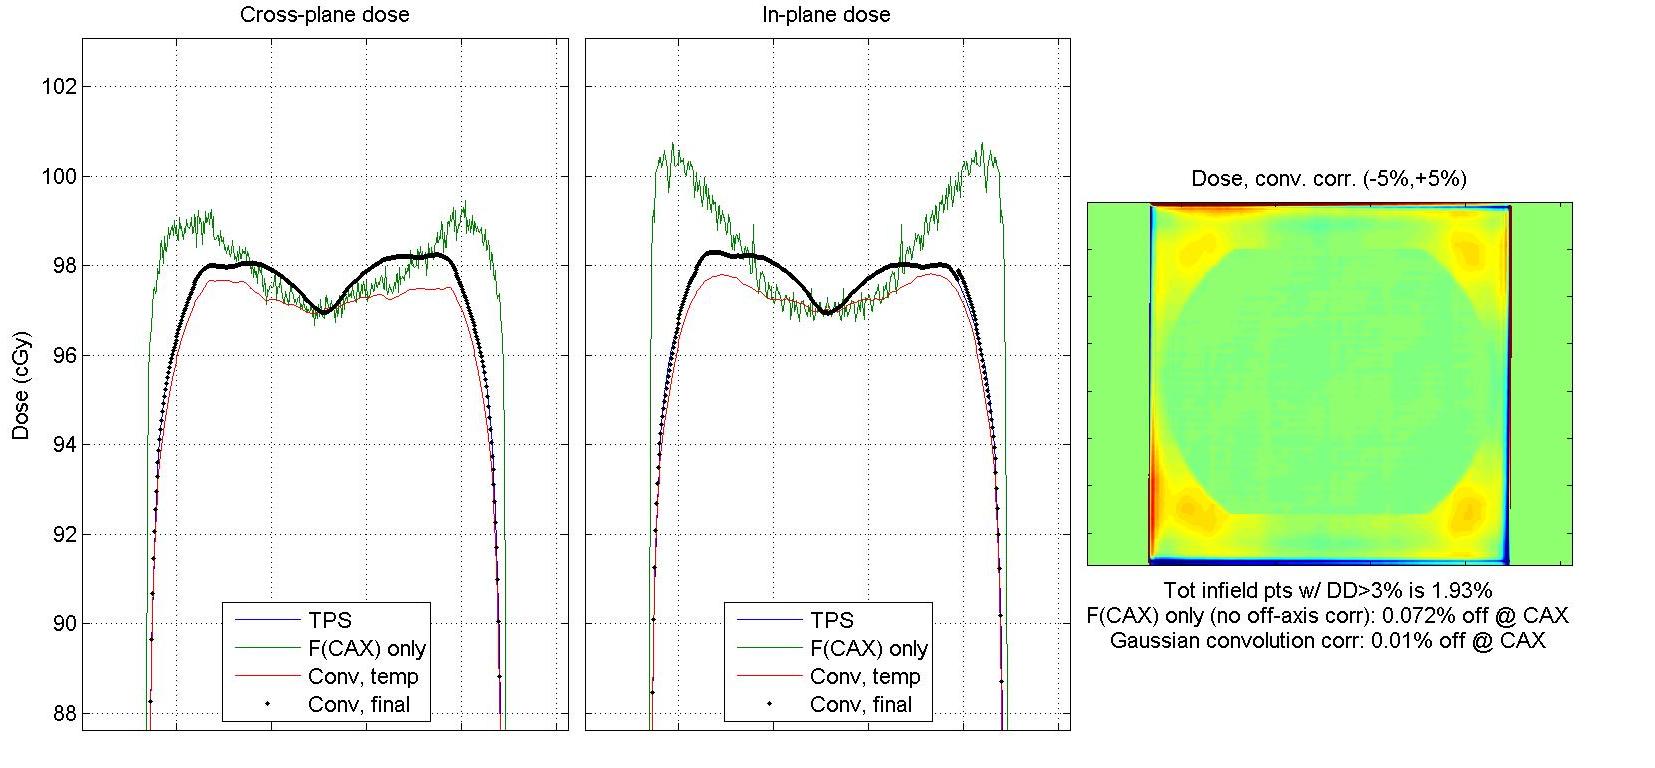 Cross-plane dose
In-plane dose
Dose (cGy)
102
100
98
96
94
92
90
88
TPS
F(CAX) only
Conv, temp
Conv, final
TPS
F(CAX) only
Conv, temp
Conv, final
Dose, conv. corr. (-5%,+5%)
Tot infield pts w/ DD>3% is 1.93%
F(CAX) only (no off-axis corr): 0.072% off @ CAX
Gaussian convolution corr: 0.01% off @ CAX